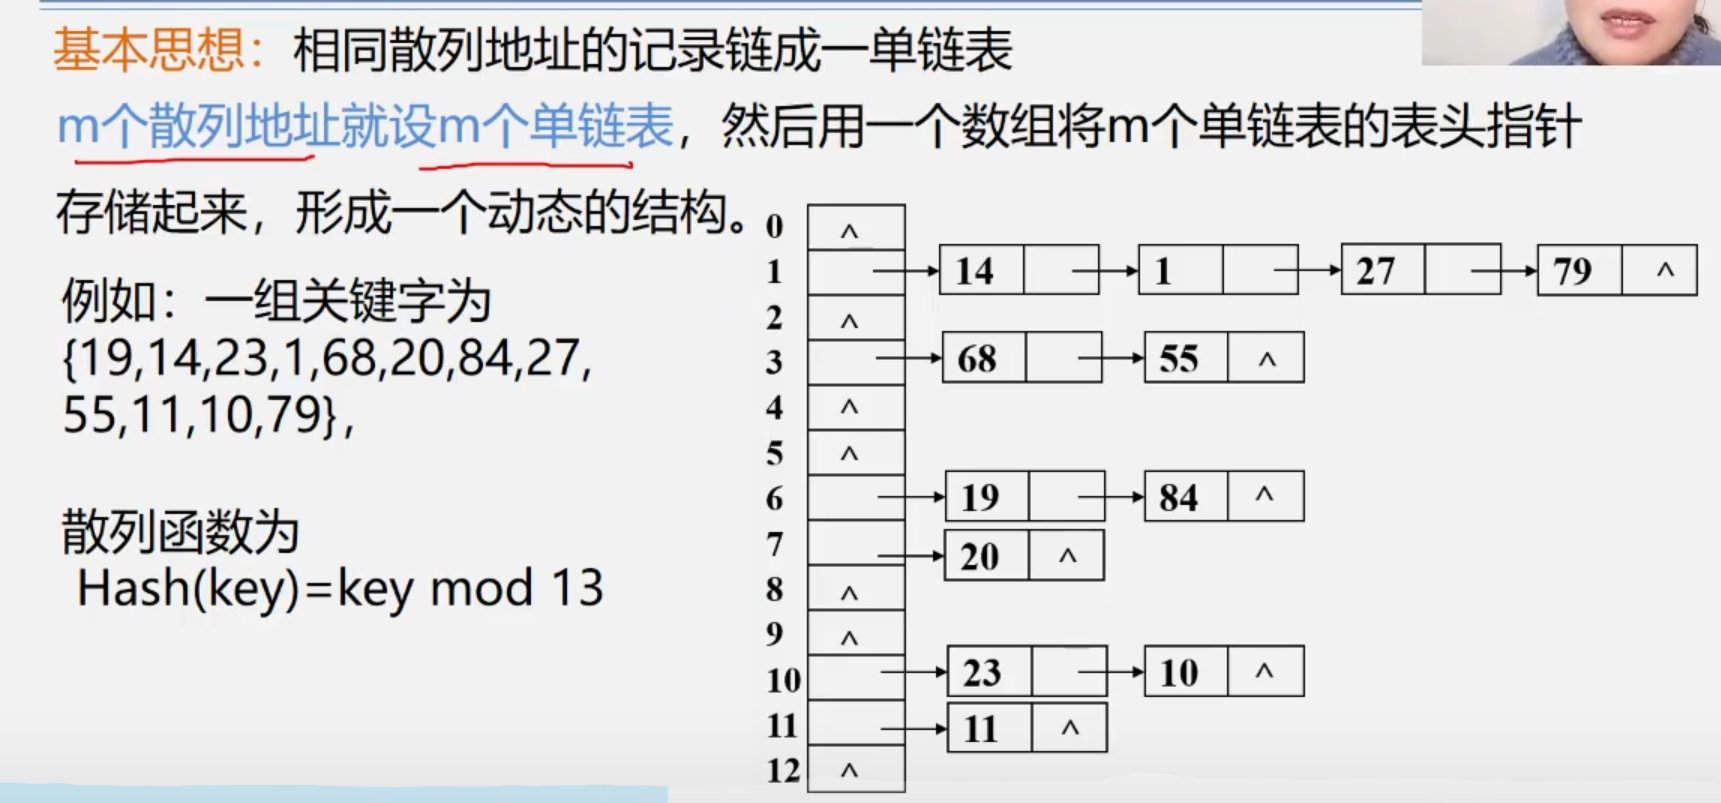 基本思想：相同散列地址的记录链成一单链表
m个散列地址就设m个单链表，然后用一个数组将m个单链表的表头指针
存储起来，形成一个动态的结构。
例如：一组关键字为
{19,14,23,1,68,20,84,27,
55,11,10,79},
散列函数为
Hash(key)=key mod 13
0 ^
1 14 1 27 79 ^
2 ^
3 68 55 ^
4 ^
5 ^
6 19 84 ^
7 20 ^
8 ^
9 ^
10 23 10 ^
11 11 ^
12 ^